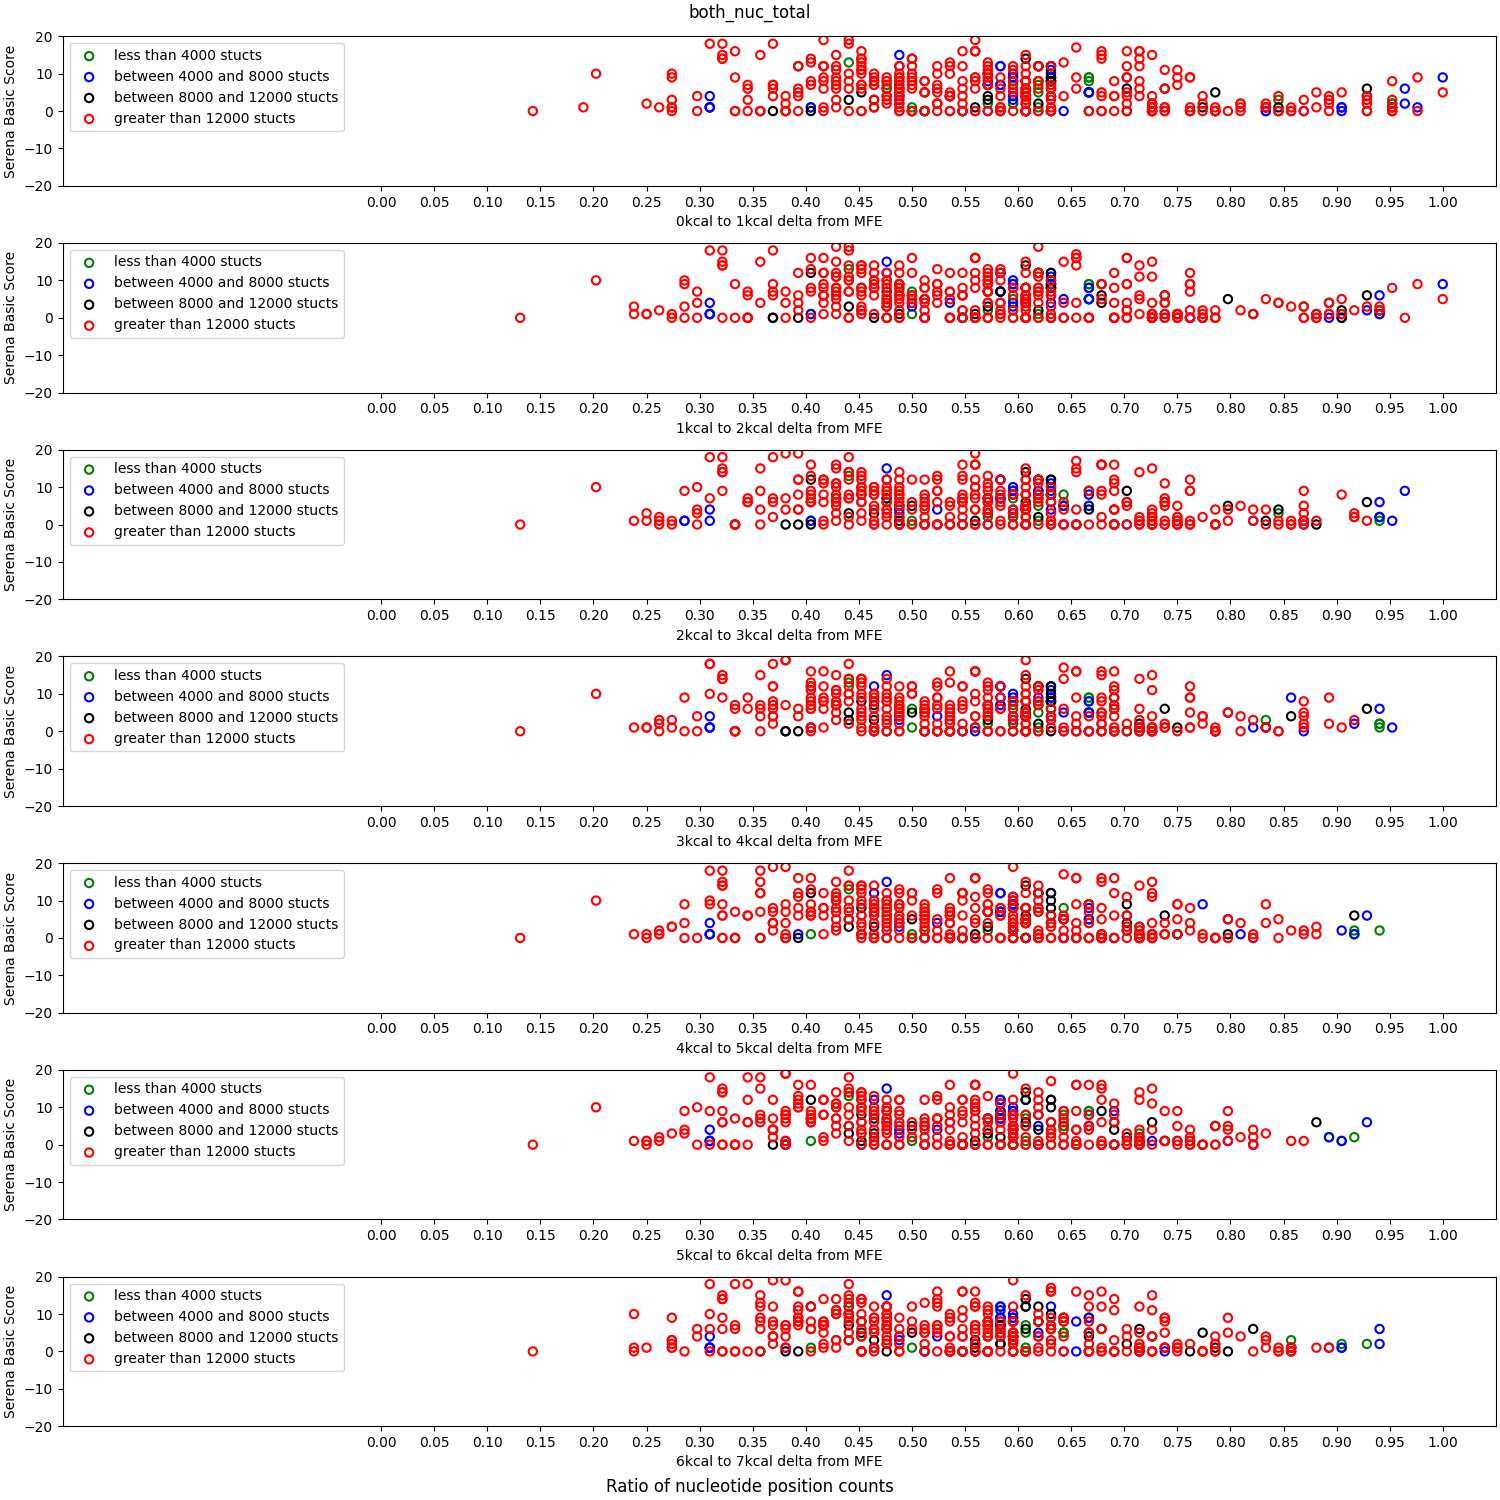 both_nuc_total
Serena Basic Score
20
10
0
−10
−20
less than 4000 stucts
between 4000 and 8000 stucts
between 8000 and 12000 stucts
greater than 12000 stucts
0.00 0.05 0.10 0.15 0.20 0.25 0.30 0.35 0.40 0.45 0.50 0.55 0.60 0.65 0.70 0.75 0.80 0.85 0.90 0.95 1.00
0kcal to 1kcal delta from MFE
Serena Basic Score
20
10
0
−10
−20
less than 4000 stucts
between 4000 and 8000 stucts
between 8000 and 12000 stucts
greater than 12000 stucts
0.00 0.05 0.10 0.15 0.20 0.25 0.30 0.35 0.40 0.45 0.50 0.55 0.60 0.65 0.70 0.75 0.80 0.85 0.90 0.95 1.00
1kcal to 2kcal delta from MFE
Serena Basic Score
20
10
0
−10
−20
less than 4000 stucts
between 4000 and 8000 stucts
between 8000 and 12000 stucts
greater than 12000 stucts
0.00 0.05 0.10 0.15 0.20 0.25 0.30 0.35 0.40 0.45 0.50 0.55 0.60 0.65 0.70 0.75 0.80 0.85 0.90 0.95 1.00
2kcal to 3kcal delta from MFE
Serena Basic Score
20
10
0
−10
−20
less than 4000 stucts
between 4000 and 8000 stucts
between 8000 and 12000 stucts
greater than 12000 stucts
0.00 0.05 0.10 0.15 0.20 0.25 0.30 0.35 0.40 0.45 0.50 0.55 0.60 0.65 0.70 0.75 0.80 0.85 0.90 0.95 1.00
3kcal to 4kcal delta from MFE
Serena Basic Score
20
10
0
−10
−20
less than 4000 stucts
between 4000 and 8000 stucts
between 8000 and 12000 stucts
greater than 12000 stucts
0.00 0.05 0.10 0.15 0.20 0.25 0.30 0.35 0.40 0.45 0.50 0.55 0.60 0.65 0.70 0.75 0.80 0.85 0.90 0.95 1.00
4kcal to 5kcal delta from MFE
Serena Basic Score
20
10
0
−10
−20
less than 4000 stucts
between 4000 and 8000 stucts
between 8000 and 12000 stucts
greater than 12000 stucts
0.00 0.05 0.10 0.15 0.20 0.25 0.30 0.35 0.40 0.45 0.50 0.55 0.60 0.65 0.70 0.75 0.80 0.85 0.90 0.95 1.00
5kcal to 6kcal delta from MFE
Serena Basic Score
20
10
0
−10
−20
less than 4000 stucts
between 4000 and 8000 stucts
between 8000 and 12000 stucts
greater than 12000 stucts
0.00 0.05 0.10 0.15 0.20 0.25 0.30 0.35 0.40 0.45 0.50 0.55 0.60 0.65 0.70 0.75 0.80 0.85 0.90 0.95 1.00
6kcal to 7kcal delta from MFE
Ratio of nucleotide position counts